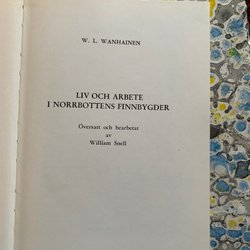 W. L. WANHAINEN
LIV OCH ARBETE
I NORRBOTTENS FINNBYGDER
Översatt och bearbetat
av
William Snell